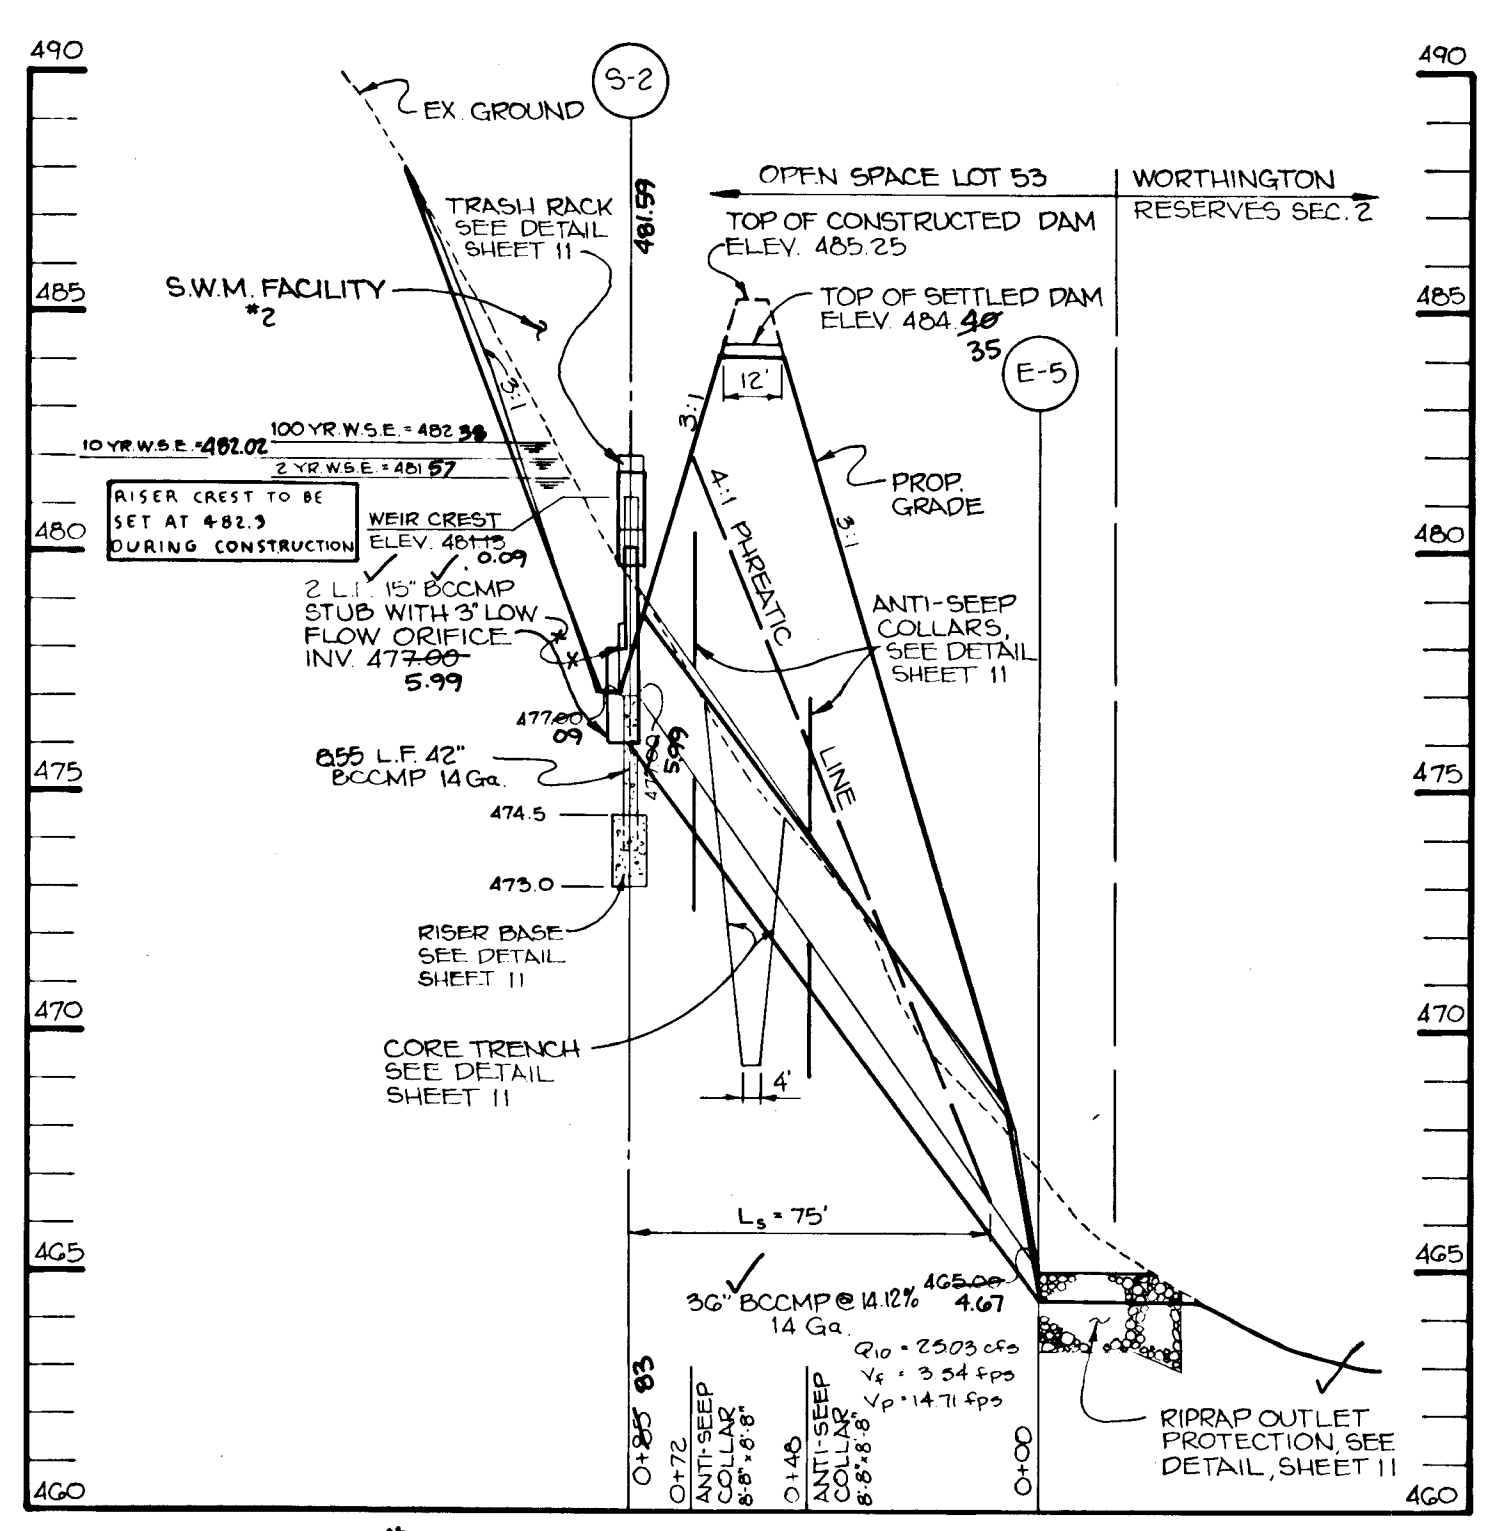 490
490
S-2
EX. GROUND
OPEN SPACE LOT 53
WORTHINGTON
RESERVES SEC. 2
481.59
TRASH RACK
SEE DETAIL
SHEET 11
TOP OF CONSTRUCTED DAM
ELEV. 485.25
S.W.M. FACILITY
#2
485
485
TOP OF SETTLED DAM
ELEV. 484.40
35
E-5
12'
3:1
3:1
100 YR. W.S.E. = 482 38
10 YR. W.S.E. = 482.02
2 YR. W.S.E. = 481 57
RISER CREST TO BE
SET AT 482.3
DURING CONSTRUCTION
WEIR CREST
ELEV. 481.13
0.09
480
480
PROP.
GRADE
3:1
4:1 PHREATIC
LINE
2 L.F. 15" BCCMP
STUB WITH 3" LOW
FLOW ORIFICE
INV. 477.00
5.99
ANTI-SEEP
COLLARS,
SEE DETAIL
SHEET 11
477.00
09
477.00
5.99
855 L.F. 42"
BCCMP 14 Ga.
475
475
474.5
473.0
RISER BASE
SEE DETAIL
SHEET 11
470
470
CORE TRENCH
SEE DETAIL
SHEET 11
4'
Ls = 75'
465
465
465.00
4.67
36" BCCMP @ 14.12%
14 Ga.
Q10 = 25.03 cfs
Vf = 3.54 fps
Vp = 14.71 fps
0+85 83
0+72
ANTI-SEEP
COLLAR
8'-8" x 8'-8"
0+48
ANTI-SEEP
COLLAR
8'-8" x 8'-8"
0+00
RIPRAP OUTLET
PROTECTION, SEE
DETAIL, SHEET 11
460
460